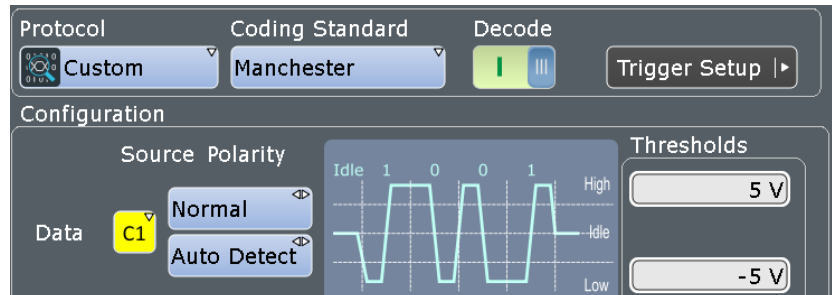 Protocol Coding Standard Decode
Custom Manchester I III Trigger Setup
Configuration
Source Polarity Thresholds
Idle 1 0 0 1
High
Normal 5 V
Data C1 Idle
Auto Detect
Low -5 V